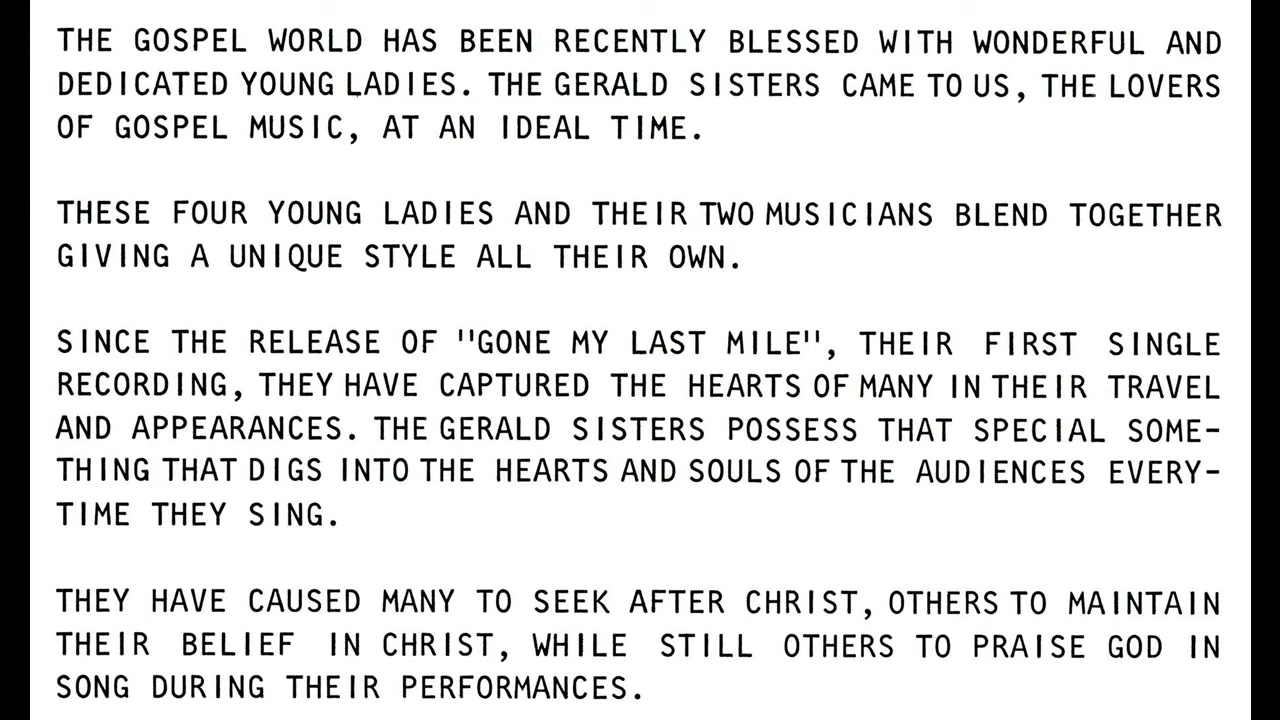 THE GOSPEL WORLD HAS BEEN RECENTLY BLESSED WITH WONDERFUL AND
DEDICATED YOUNG LADIES. THE GERALD SISTERS CAME TO US, THE LOVERS
OF GOSPEL MUSIC, AT AN IDEAL TIME.
THESE FOUR YOUNG LADIES AND THEIR TWO MUSICIANS BLEND TOGETHER
GIVING A UNIQUE STYLE ALL THEIR OWN.
SINCE THE RELEASE OF "GONE MY LAST MILE", THEIR FIRST SINGLE
RECORDING, THEY HAVE CAPTURED THE HEARTS OF MANY IN THEIR TRAVEL
AND APPEARANCES. THE GERALD SISTERS POSSESS THAT SPECIAL SOME-
THING THAT DIGS INTO THE HEARTS AND SOULS OF THE AUDIENCES EVERY-
TIME THEY SING.
THEY HAVE CAUSED MANY TO SEEK AFTER CHRIST, OTHERS TO MAINTAIN
THEIR BELIEF IN CHRIST, WHILE STILL OTHERS TO PRAISE GOD IN
SONG DURING THEIR PERFORMANCES.